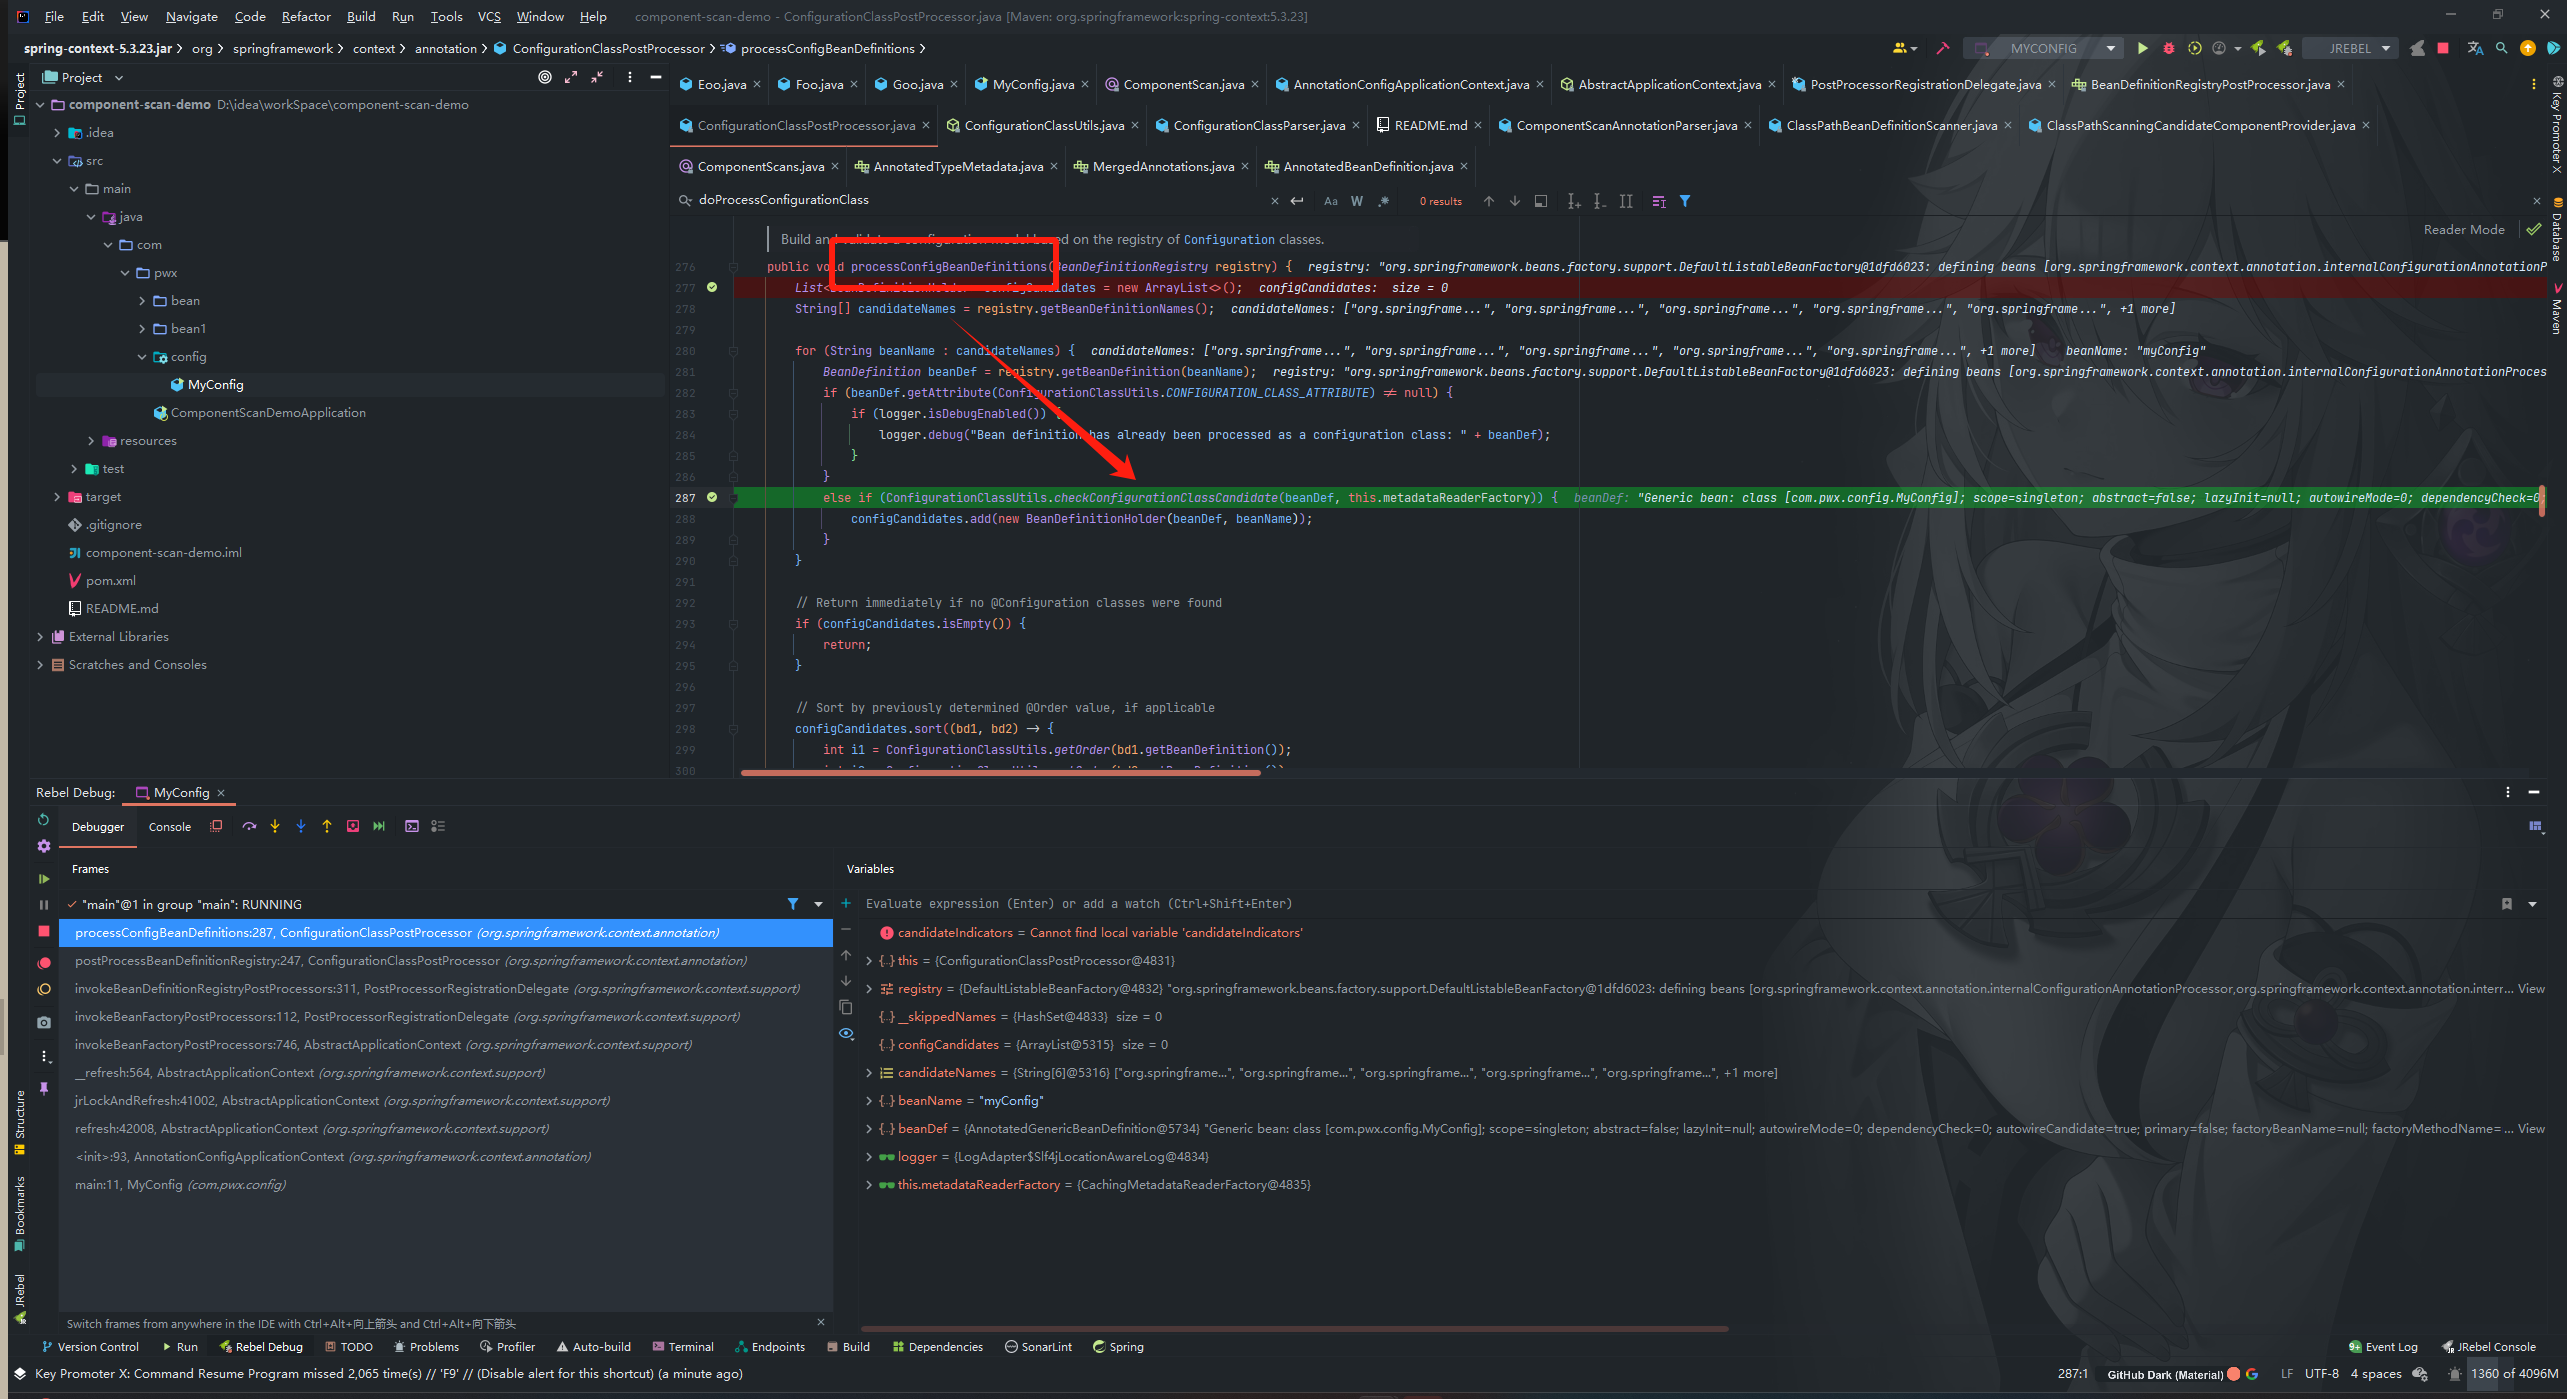 File Edit View Navigate Code Refactor Build Run Tools VCS Window Help component-scan-demo - ConfigurationClassPostProcessor.java [Maven: org.springframework:spring-context:5.3.23]
spring-context-5.3.23.jar org springframework context annotation ConfigurationClassPostProcessor processConfigBeanDefinitions MYCONFIG JREBEL
Project
Project
component-scan-demo D:\idea\workSpace\component-scan-demo
.idea
src
main
java
com
pwx
bean
bean1
config
MyConfig
ComponentScanDemoApplication
resources
test
target
.gitignore
component-scan-demo.iml
pom.xml
README.md
External Libraries
Scratches and Consoles
Eoo.java Foo.java Goo.java MyConfig.java ComponentScan.java AnnotationConfigApplicationContext.java AbstractApplicationContext.java PostProcessorRegistrationDelegate.java BeanDefinitionRegistryPostProcessor.java
ConfigurationClassPostProcessor.java ConfigurationClassUtils.java ConfigurationClassParser.java README.md ComponentScanAnnotationParser.java ClassPathBeanDefinitionScanner.java ClassPathScanningCandidateComponentProvider.java
ComponentScans.java AnnotatedTypeMetadata.java MergedAnnotations.java AnnotatedBeanDefinition.java
doProcessConfigurationClass Aa W .* 0 results
Reader Mode
Key Promoter X
Database
Maven
on the registry of Configuration classes.
276 public void processConfigBeanDefinitions(BeanDefinitionRegistry registry) { registry: "org.springframework.beans.factory.support.DefaultListableBeanFactory@1dfd6023: defining beans [org.springframework.context.annotation.internalConfigurationAnnotationP
277 = new ArrayList<>(); configCandidates: size = 0
278 String[] candidateNames = registry.getBeanDefinitionNames(); candidateNames: ["org.springframe...", "org.springframe...", "org.springframe...", "org.springframe...", "org.springframe...", +1 more]
279
280 for (String beanName : candidateNames) { candidateNames: ["org.springframe...", "org.springframe...", "org.springframe...", "org.springframe...", "org.springframe...", +1 more] beanName: "myConfig"
281 BeanDefinition beanDef = registry.getBeanDefinition(beanName); registry: "org.springframework.beans.factory.support.DefaultListableBeanFactory@1dfd6023: defining beans [org.springframework.context.annotation.internalConfigurationAnnotationProces
282 if (beanDef.getAttribute(ConfigurationClassUtils.CONFIGURATION_CLASS_ATTRIBUTE) != null) {
283 if (logger.isDebugEnabled()) {
284 logger.debug("Bean definition has already been processed as a configuration class: " + beanDef);
285 }
286 }
287 else if (ConfigurationClassUtils.checkConfigurationClassCandidate(beanDef, this.metadataReaderFactory)) { beanDef: "Generic bean: class [com.pwx.config.MyConfig]; scope=singleton; abstract=false; lazyInit=null; autowireMode=0; dependencyCheck=0;
288 configCandidates.add(new BeanDefinitionHolder(beanDef, beanName));
289 }
290 }
291
292 // Return immediately if no @Configuration classes were found
293 if (configCandidates.isEmpty()) {
294 return;
295 }
296
297 // Sort by previously determined @Order value, if applicable
298 configCandidates.sort((bd1, bd2) -> {
299 int i1 = ConfigurationClassUtils.getOrder(bd1.getBeanDefinition());
300
Rebel Debug: MyConfig
Debugger Console
Frames
"main"@1 in group "main": RUNNING
processConfigBeanDefinitions:287, ConfigurationClassPostProcessor (org.springframework.context.annotation)
postProcessBeanDefinitionRegistry:247, ConfigurationClassPostProcessor (org.springframework.context.annotation)
invokeBeanDefinitionRegistryPostProcessors:311, PostProcessorRegistrationDelegate (org.springframework.context.support)
invokeBeanFactoryPostProcessors:112, PostProcessorRegistrationDelegate (org.springframework.context.support)
invokeBeanFactoryPostProcessors:746, AbstractApplicationContext (org.springframework.context.support)
__refresh:564, AbstractApplicationContext (org.springframework.context.support)
jrLockAndRefresh:41002, AbstractApplicationContext (org.springframework.context.support)
refresh:42008, AbstractApplicationContext (org.springframework.context.support)
<init>:93, AnnotationConfigApplicationContext (org.springframework.context.annotation)
main:11, MyConfig (com.pwx.config)
Switch frames from anywhere in the IDE with Ctrl+Alt+向上箭头 and Ctrl+Alt+向下箭头
Variables
Evaluate expression (Enter) or add a watch (Ctrl+Shift+Enter)
candidateIndicators = Cannot find local variable 'candidateIndicators'
this = {ConfigurationClassPostProcessor@4831}
registry = {DefaultListableBeanFactory@4832} "org.springframework.beans.factory.support.DefaultListableBeanFactory@1dfd6023: defining beans [org.springframework.context.annotation.internalConfigurationAnnotationProcessor,org.springframework.context.annotation.interr... View
__skippedNames = {HashSet@4833} size = 0
configCandidates = {ArrayList@5315} size = 0
candidateNames = {String[6]@5316} ["org.springframe...", "org.springframe...", "org.springframe...", "org.springframe...", "org.springframe...", +1 more]
beanName = "myConfig"
beanDef = {AnnotatedGenericBeanDefinition@5734} "Generic bean: class [com.pwx.config.MyConfig]; scope=singleton; abstract=false; lazyInit=null; autowireMode=0; dependencyCheck=0; autowireCandidate=true; primary=false; factoryBeanName=null; factoryMethodName= ... View
logger = {LogAdapter$Slf4jLocationAwareLog@4834}
this.metadataReaderFactory = {CachingMetadataReaderFactory@4835}
Structure
Bookmarks
JRebel
Version Control Run Rebel Debug TODO Problems Profiler Auto-build Terminal Endpoints Build Dependencies SonarLint Spring Event Log JRebel Console
Key Promoter X: Command Resume Program missed 2,065 time(s) // 'F9' // (Disable alert for this shortcut) (a minute ago) 287:1 GitHub Dark (Material) LF UTF-8 4 spaces 1360 of 4096M